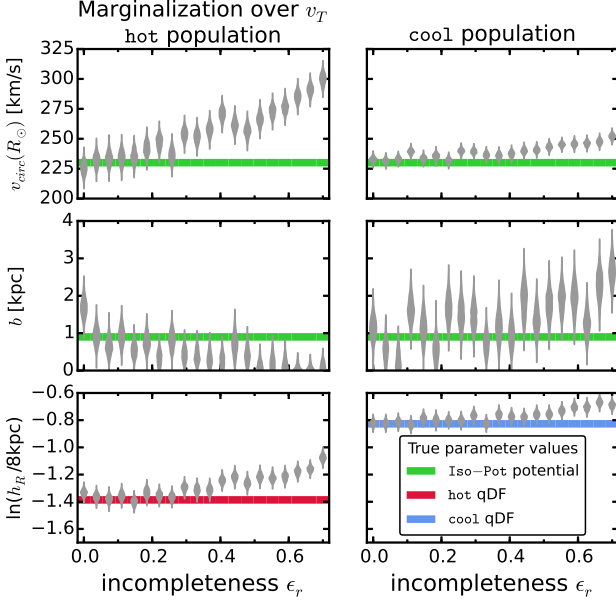 Marginalization over v_T
hot population
cool population
v_circ(R_⊙) [km/s]
325
300
275
250
225
200
b [kpc]
4
3
2
1
0
ln(h_R/8kpc)
−0.6
−0.8
−1.0
−1.2
−1.4
−1.6
True parameter values
Iso−Pot potential
hot qDF
cool qDF
0.0 0.2 0.4 0.6
0.0 0.2 0.4 0.6
incompleteness ϵ_r
incompleteness ϵ_r